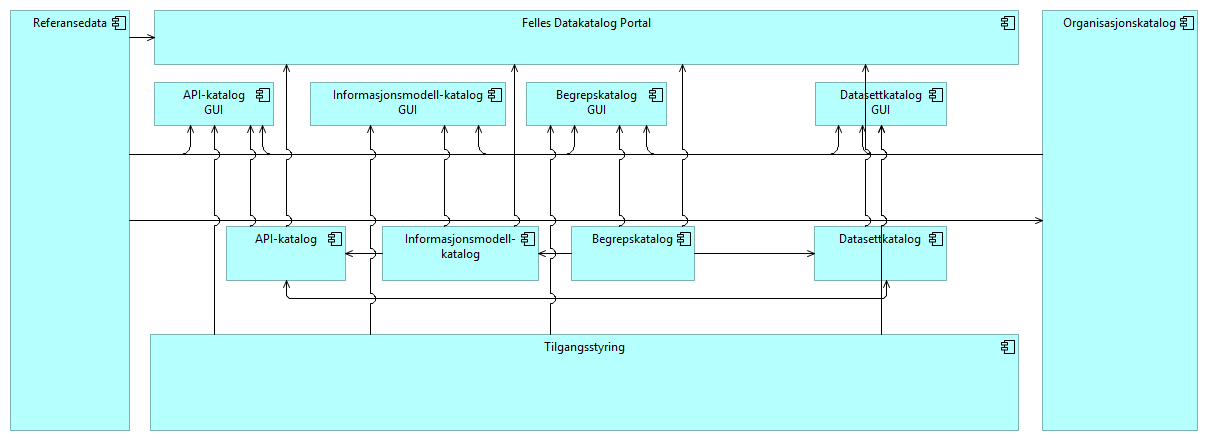 Referansedata
Felles Datakatalog Portal
Organisasjonskatalog
API-katalog
GUI
Informasjonsmodell-katalog
GUI
Begrepskatalog
GUI
Datasettkatalog
GUI
API-katalog
Informasjonsmodell-
katalog
Begrepskatalog
Datasettkatalog
Tilgangsstyring